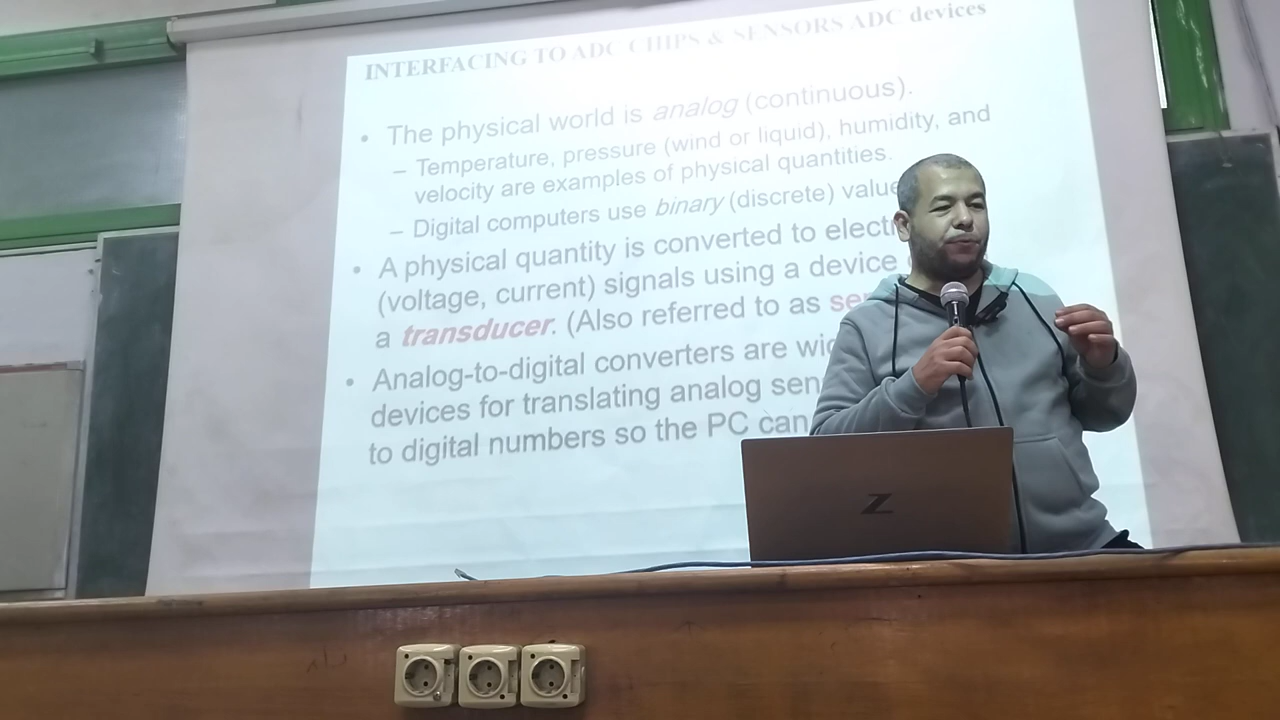 INTERFACING TO ADC CHIPS & SENSORS ADC devices
• The physical world is analog (continuous).
– Temperature, pressure (wind or liquid), humidity, and
velocity are examples of physical quantities.
– Digital computers use binary (discrete) value
• A physical quantity is converted to elect
(voltage, current) signals using a device
a transducer. (Also referred to as se
• Analog-to-digital converters are wi
devices for translating analog sen
to digital numbers so the PC can
Z